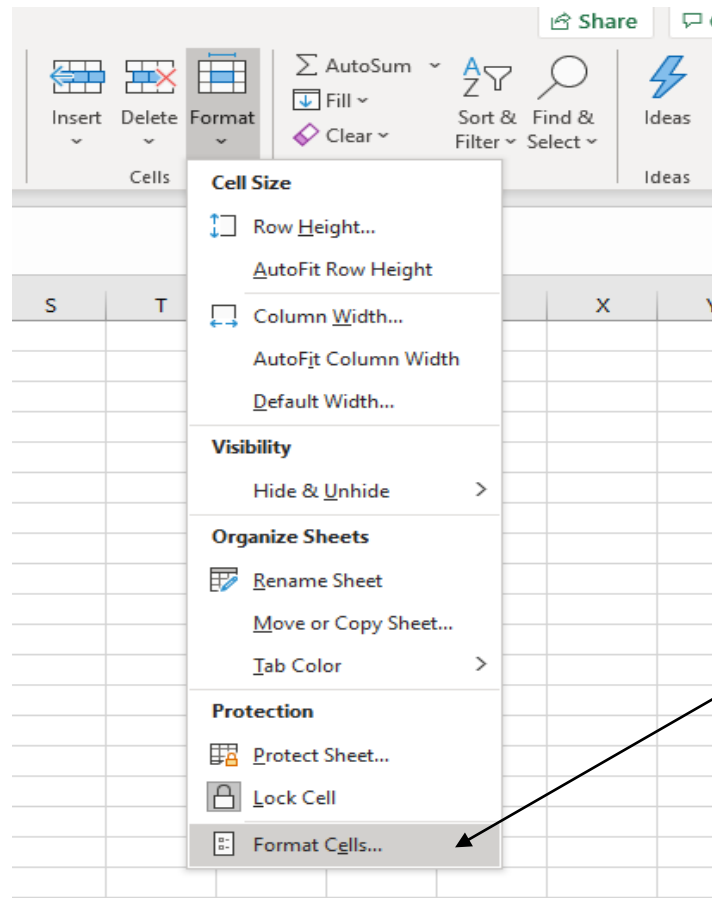 Share
AutoSum
Fill
Clear
Insert Delete Format
Sort & Filter
Find & Select
Ideas
Cells
Ideas
Cell Size
Row Height...
AutoFit Row Height
S T X
Column Width...
AutoFit Column Width
Default Width...
Visibility
Hide & Unhide
Organize Sheets
Rename Sheet
Move or Copy Sheet...
Tab Color
Protection
Protect Sheet...
Lock Cell
Format Cells...